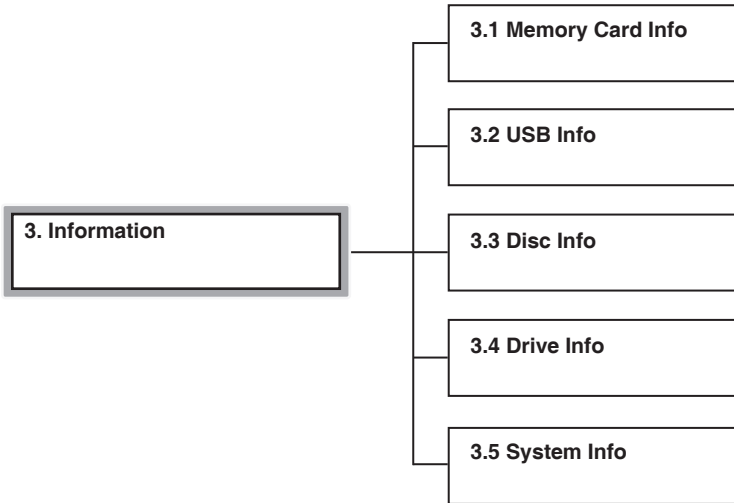 3.1 Memory Card Info
3.2 USB Info
3. Information
3.3 Disc Info
3.4 Drive Info
3.5 System Info